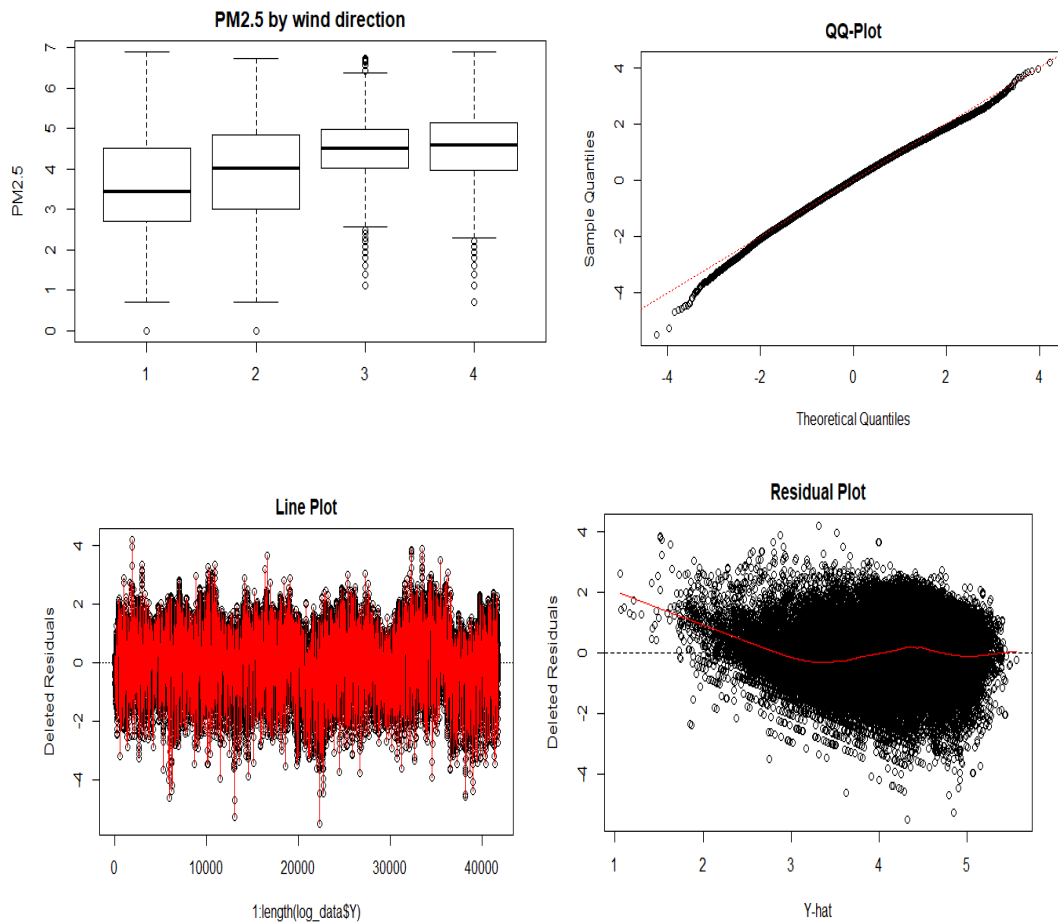 PM2.5 by wind direction
PM2.5
0 1 2 3 4 5 6 7
1 2 3 4
QQ-Plot
Sample Quantiles
-4 -2 0 2 4
-4 -2 0 2 4
Theoretical Quantiles
Line Plot
Deleted Residuals
-4 -2 0 2 4
0 10000 20000 30000 40000
1:length(log_data$Y)
Residual Plot
Deleted Residuals
-4 -2 0 2 4
1 2 3 4 5
Y-hat